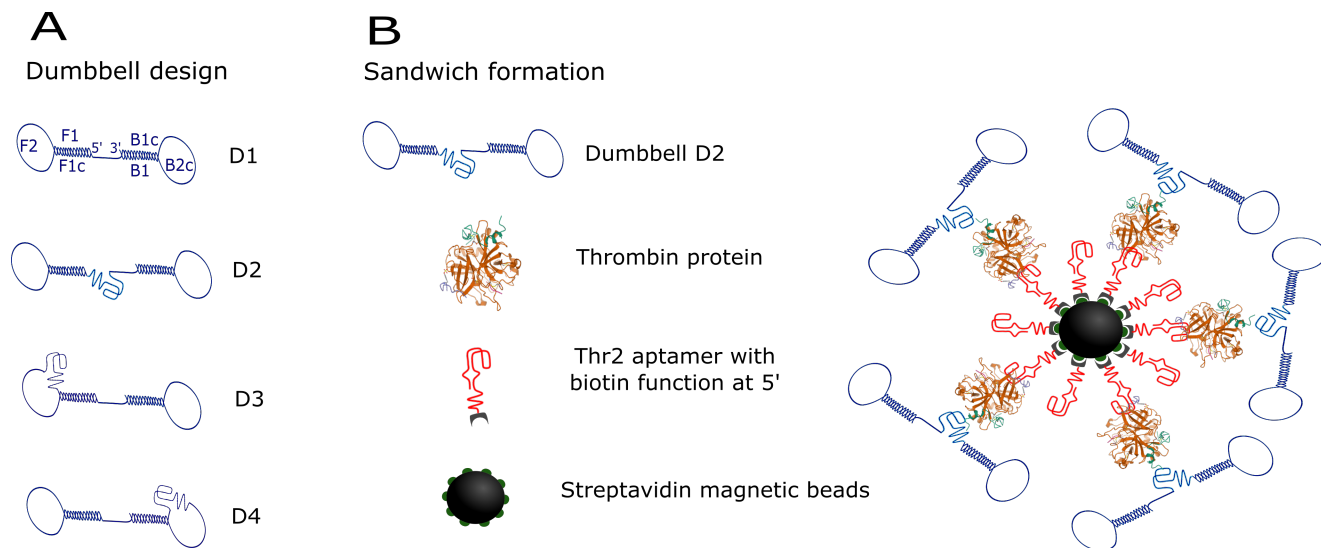 A
Dumbbell design
F2
F1
5'
3'
B1c
F1c
B1
B2c
D1
D2
D3
D4
B
Sandwich formation
Dumbbell D2
Thrombin protein
Thr2 aptamer with
biotin function at 5'
Streptavidin magnetic beads